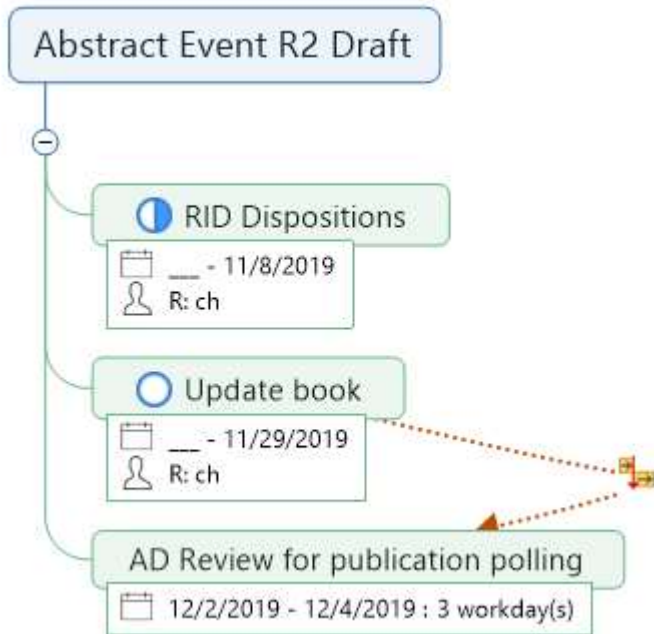 Abstract Event R2 Draft
RID Dispositions
___ - 11/8/2019
R: ch
Update book
___ - 11/29/2019
R: ch
AD Review for publication polling
12/2/2019 - 12/4/2019 : 3 workday(s)